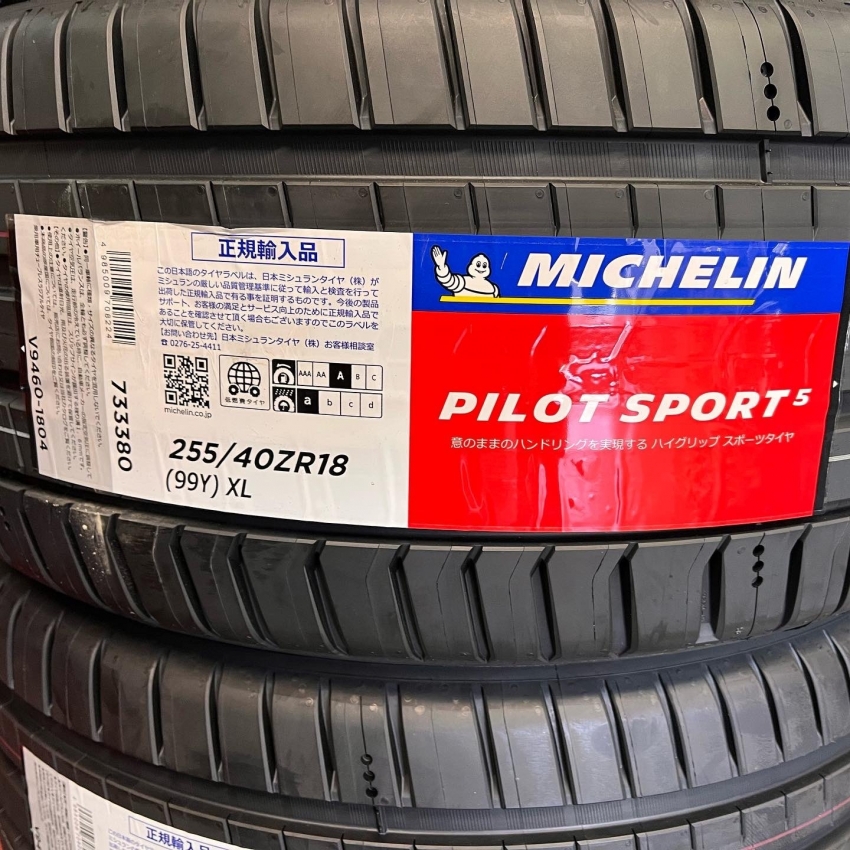 正規輸入品
この日本語のタイヤラベルは、日本ミシュランタイヤ（株）が
ミシュランの厳しい品質管理基準に従って輸入と検査を行って
出荷した正規輸入品で有る事を証明するものです。今後の製品
サポート、お客様の満足とサービス向上のために正規輸入品で
あることを確認させて頂く場合もございますのでこのラベルを
大切に保管してください。
【お問い合わせ先】日本ミシュランタイヤ（株）お客様相談室
☎ 0276-25-4411
michelin.co.jp
低燃費タイヤ
AAA AA A B C
a b c d
255/40ZR18
(99Y) XL
MICHELIN
PILOT SPORT 5
意のままのハンドリングを実現する ハイグリップ スポーツタイヤ
733380
V9460-1804
正規輸入品